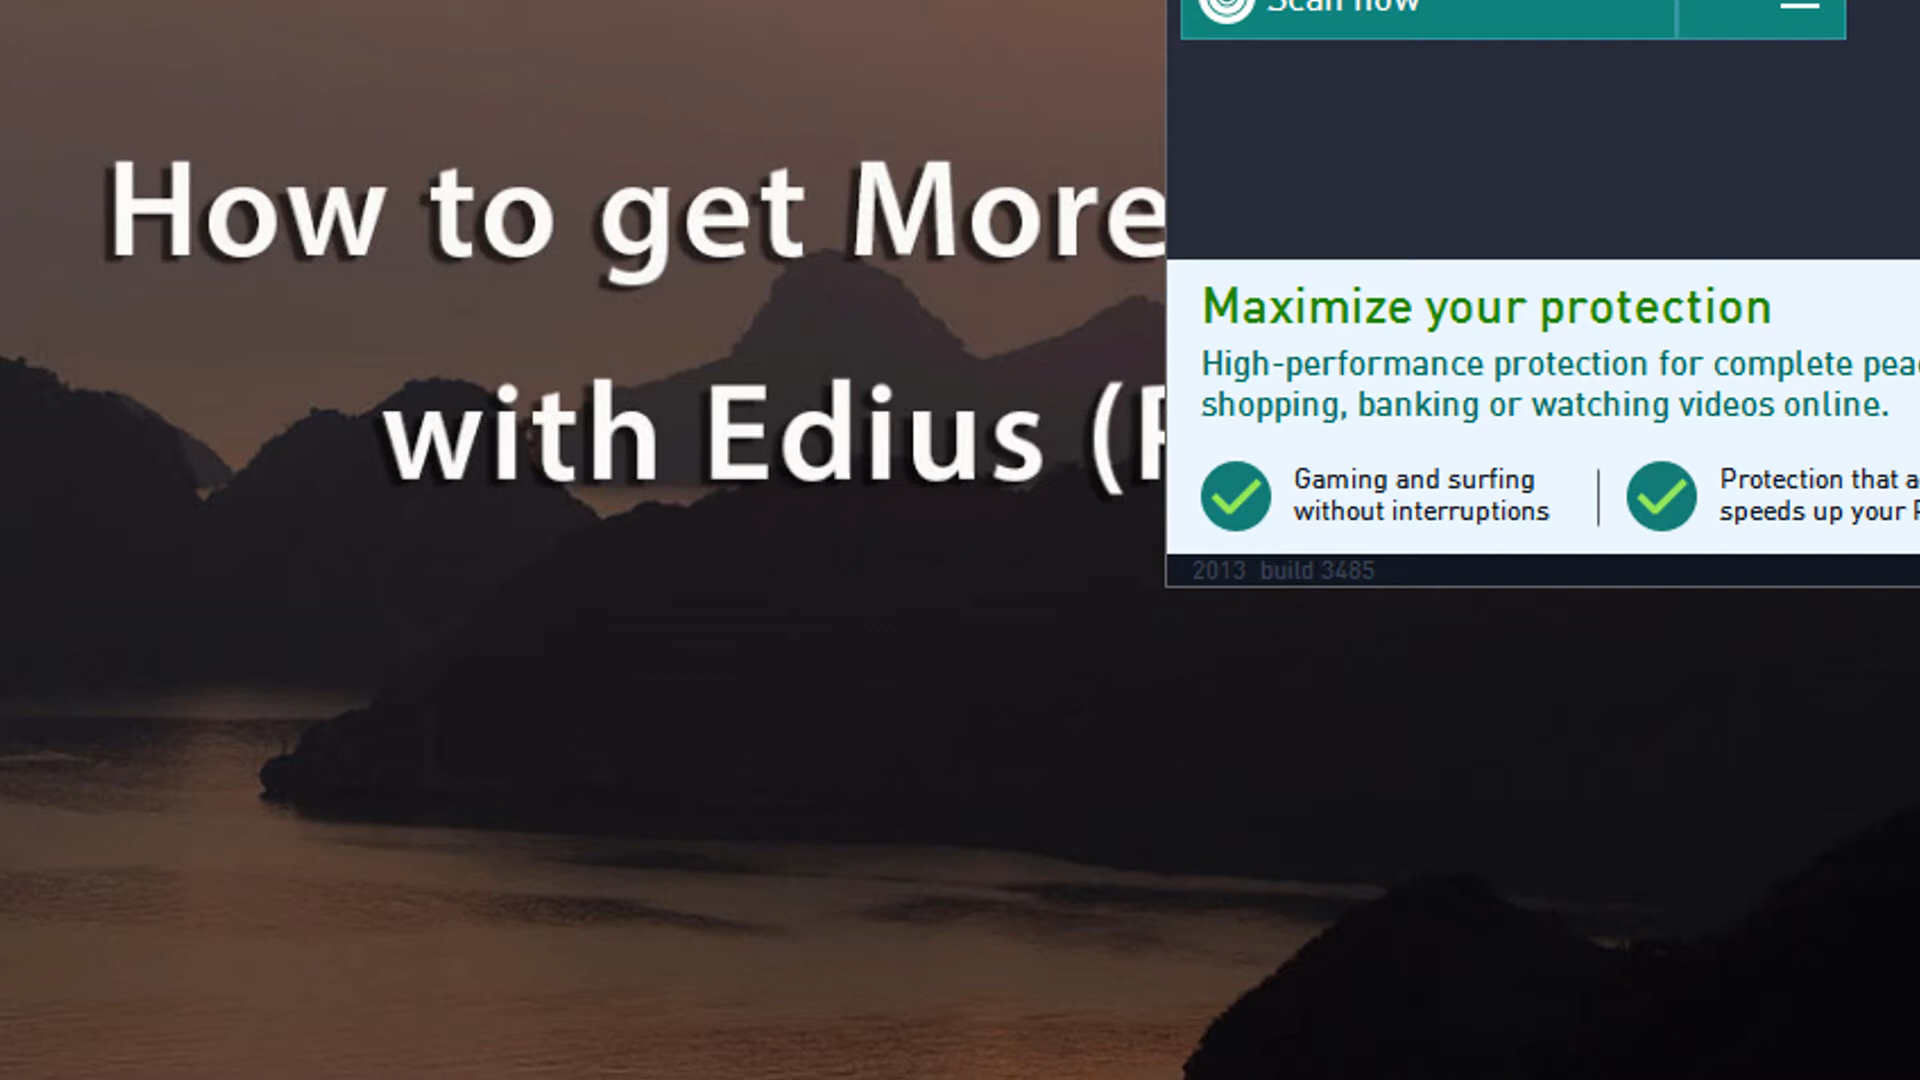 Scan now
How to get More
with Edius (
Maximize your protection
High-performance protection for complete
shopping, banking or watching videos online.
Gaming and surfing
without interruptions
Protection that
speeds up your
2013 build 3485